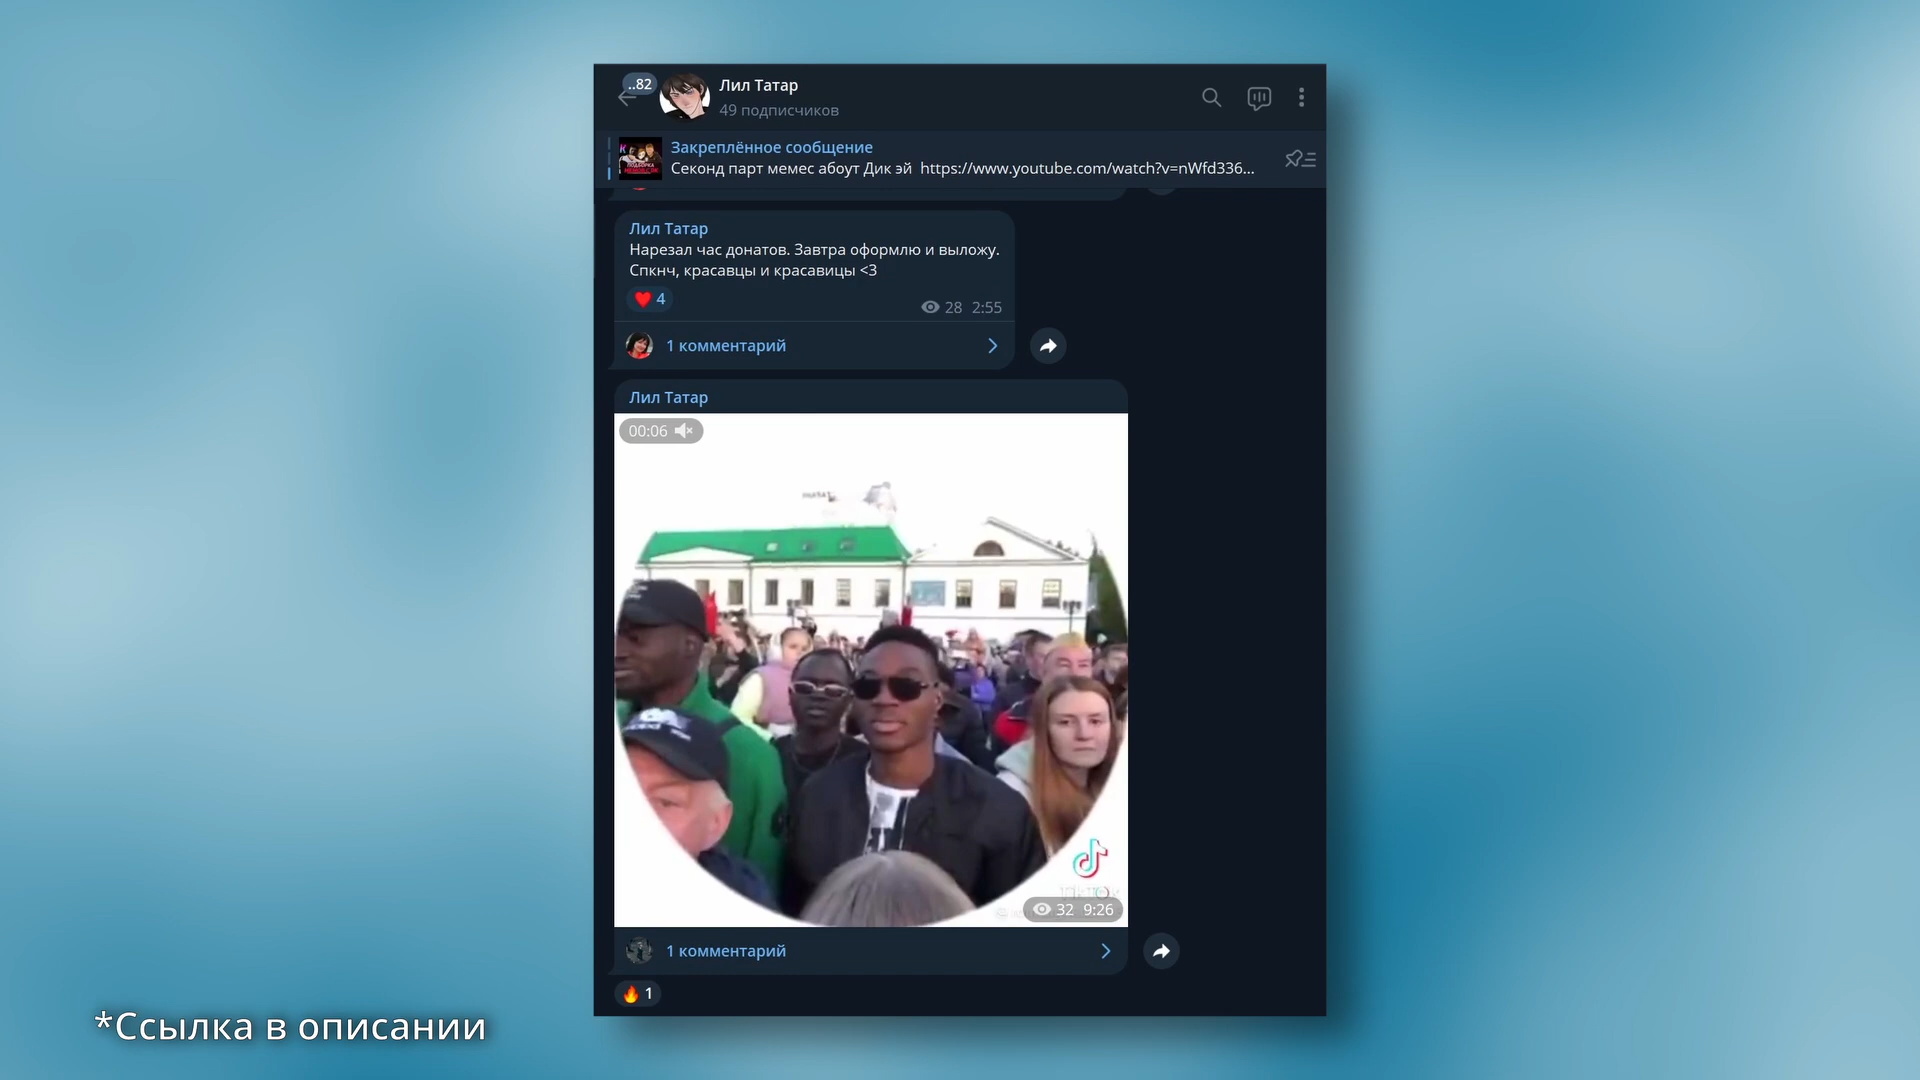 ..82
Лил Татар
49 подписчиков
Закреплённое сообщение
Секонд парт мемес абоут Дик эй https://www.youtube.com/watch?v=nWfd336...
Лил Татар
Нарезал час донатов. Завтра оформлю и выложу.
Спкнч, красавцы и красавицы <3
4
28 2:55
1 комментарий
Лил Татар
00:06
TikTok
32 9:26
1 комментарий
1
*Ссылка в описании